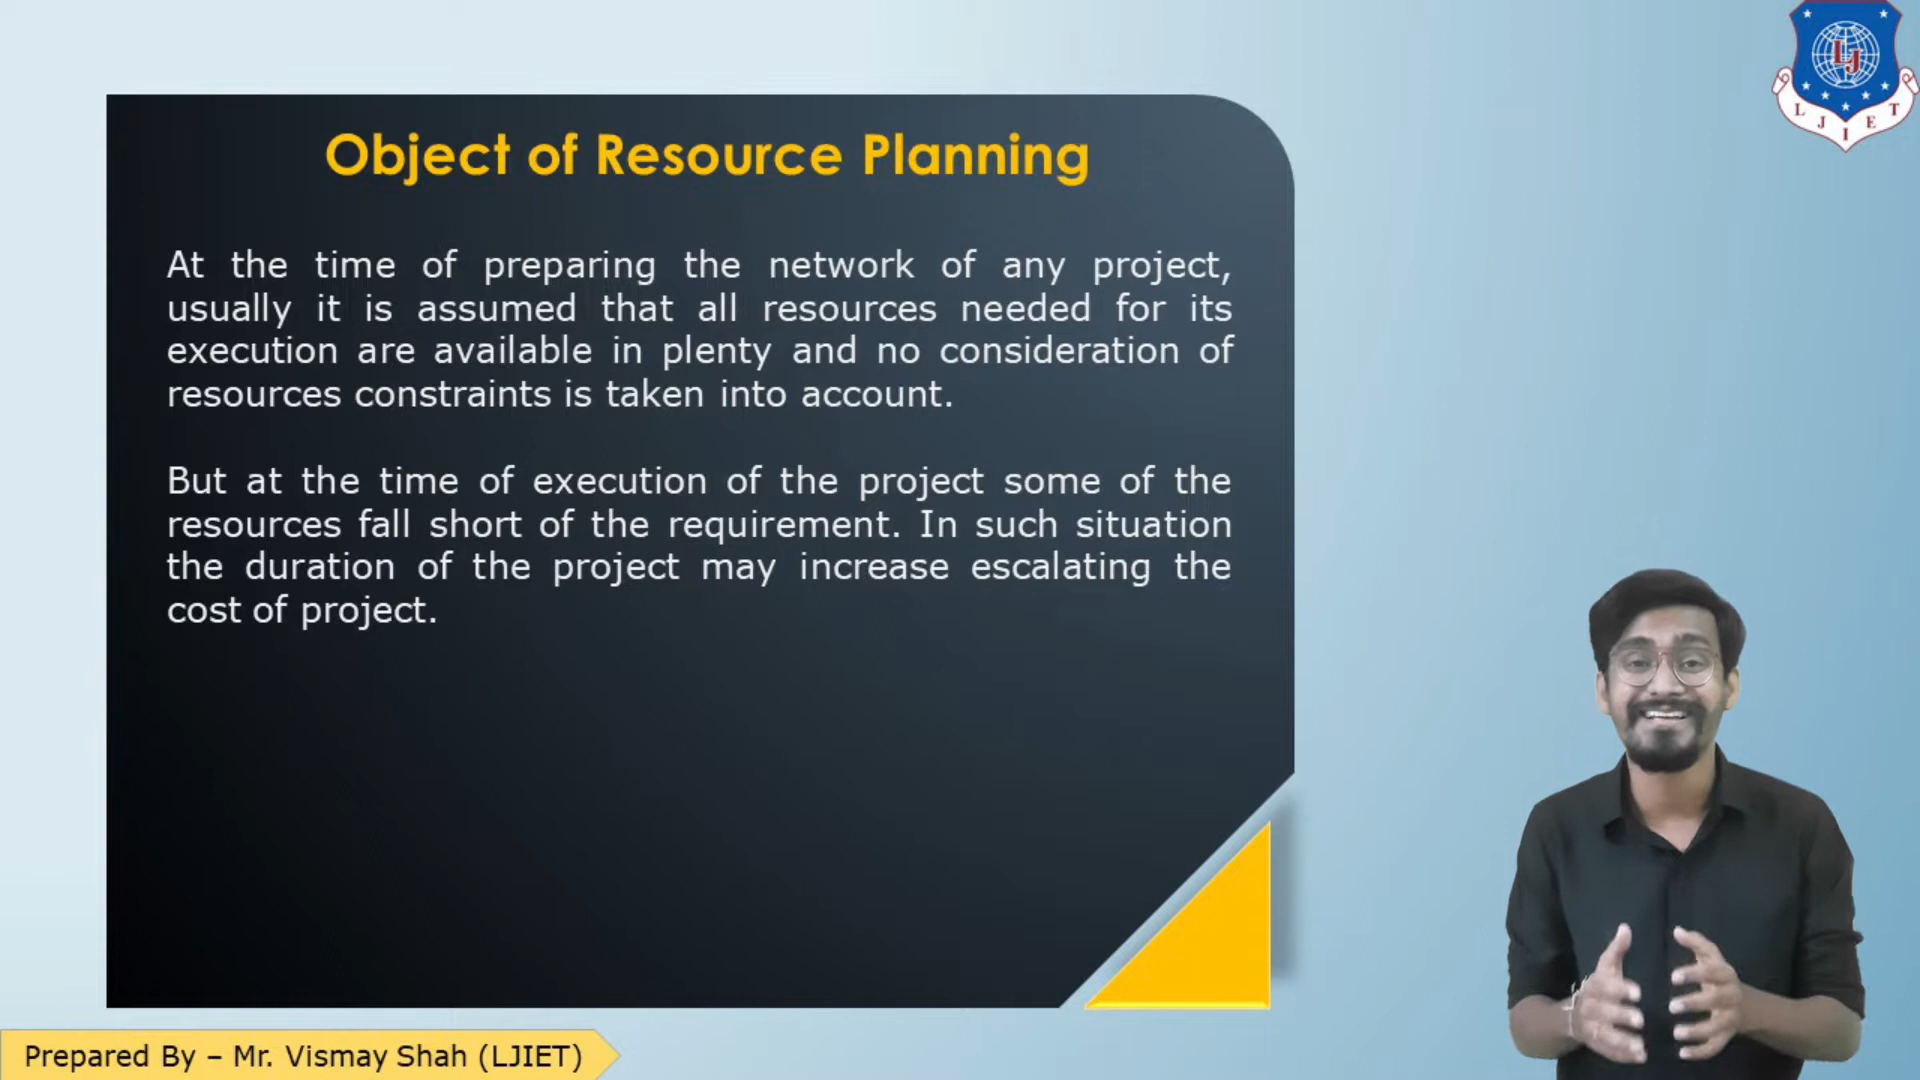 Object of Resource Planning
At the time of preparing the network of any project,
usually it is assumed that all resources needed for its
execution are available in plenty and no consideration of
resources constraints is taken into account.
But at the time of execution of the project some of the
resources fall short of the requirement. In such situation
the duration of the project may increase escalating the
cost of project.
Prepared By – Mr. Vismay Shah (LJIET)
LJ
LJIET